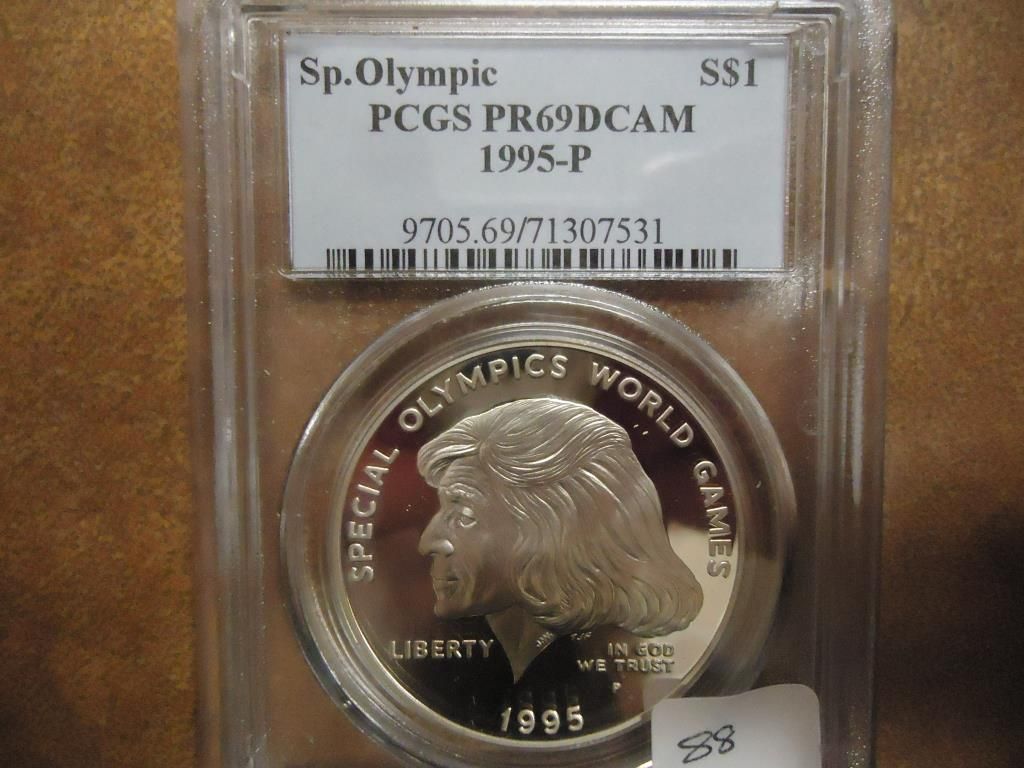 Sp.Olympic S$1
PCGS PR69DCAM
1995-P
9705.69/71307531
SPECIAL OLYMPICS WORLD GAMES
LIBERTY
IN GOD
WE TRUST
P
1995
88